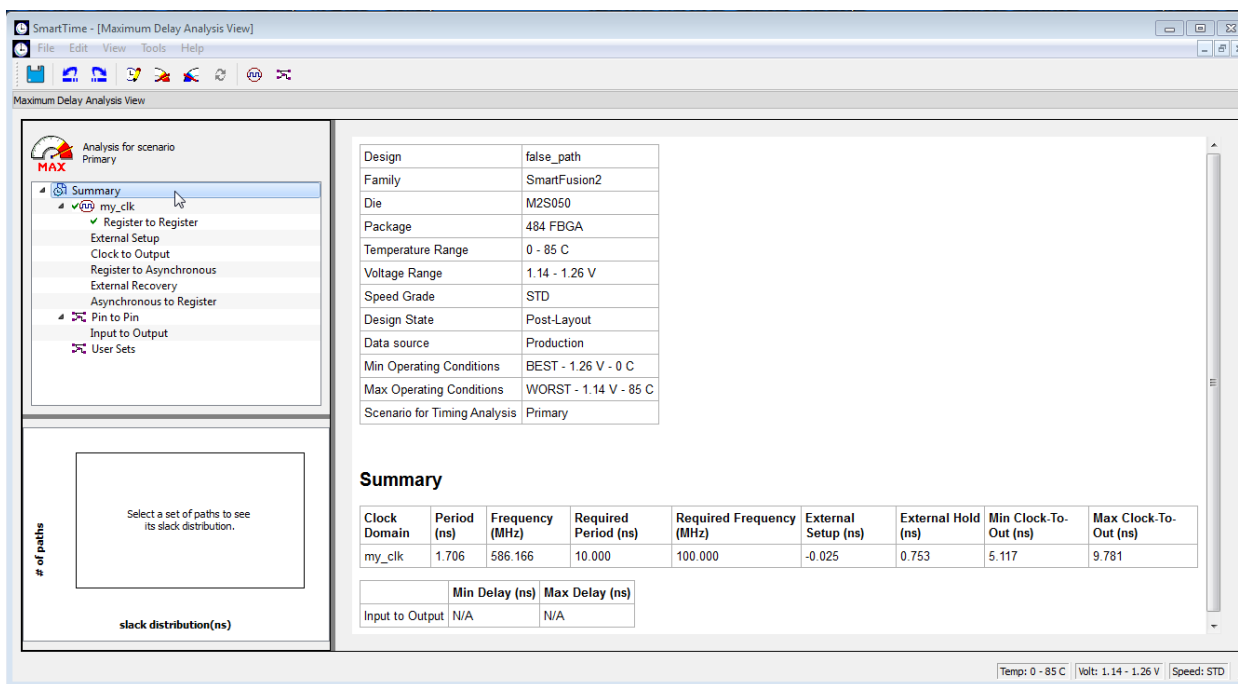 SmartTime - [Maximum Delay Analysis View]
File Edit View Tools Help
Maximum Delay Analysis View
Analysis for scenario
Primary
MAX
Summary
my_clk
Register to Register
External Setup
Clock to Output
Register to Asynchronous
External Recovery
Asynchronous to Register
Pin to Pin
Input to Output
User Sets
Select a set of paths to see
its slack distribution.
# of paths
slack distribution(ns)
Design false_path
Family SmartFusion2
Die M2S050
Package 484 FBGA
Temperature Range 0 - 85 C
Voltage Range 1.14 - 1.26 V
Speed Grade STD
Design State Post-Layout
Data source Production
Min Operating Conditions BEST - 1.26 V - 0 C
Max Operating Conditions WORST - 1.14 V - 85 C
Scenario for Timing Analysis Primary
Summary
Clock Period Frequency Required Required Frequency External External Hold Min Clock-To- Max Clock-To-
Domain (ns) (MHz) Period (ns) (MHz) Setup (ns) (ns) Out (ns) Out (ns)
my_clk 1.706 586.166 10.000 100.000 -0.025 0.753 5.117 9.781
Min Delay (ns) Max Delay (ns)
Input to Output N/A N/A
Temp: 0 - 85 C Volt: 1.14 - 1.26 V Speed: STD